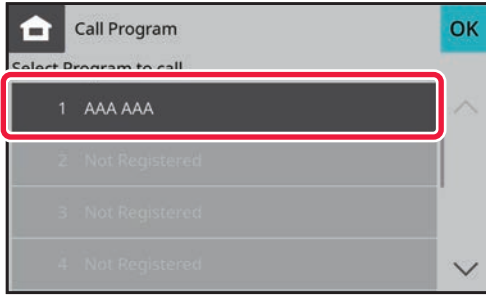 Call Program
OK
Select Program to call
1 AAA AAA
2 Not Registered
3 Not Registered
4 Not Registered